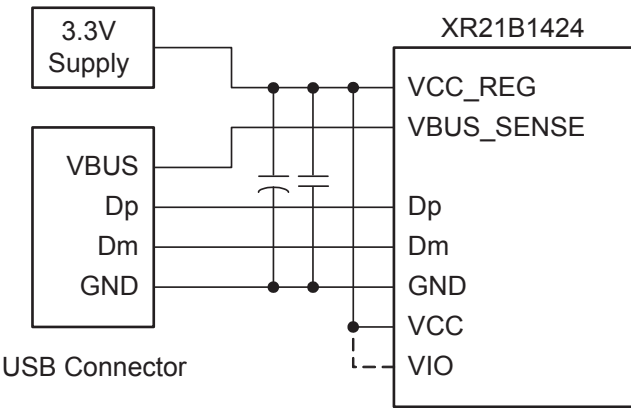 3.3V
Supply
XR21B1424
VCC_REG
VBUS_SENSE
VBUS
Dp
Dp
Dm
Dm
GND
GND
VCC
VIO
USB Connector